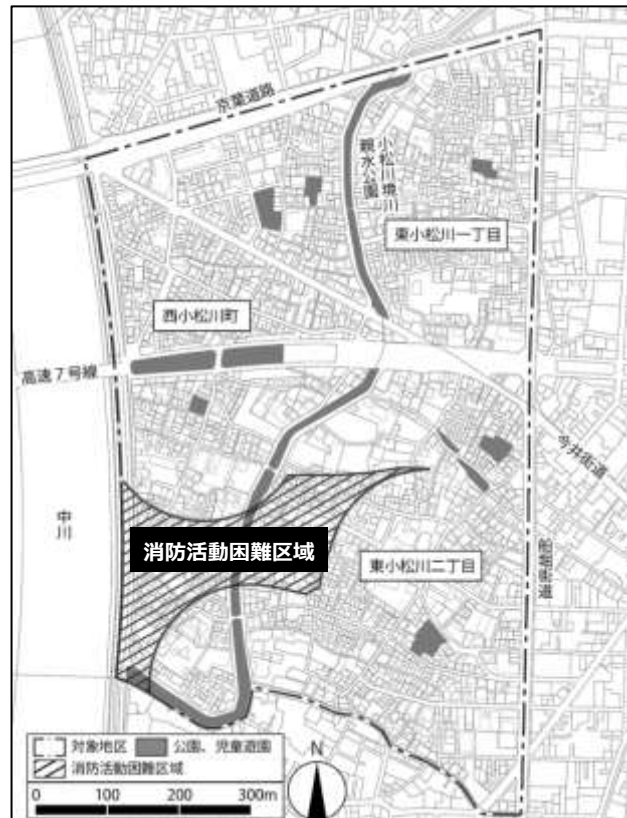 京葉道路
小松川境川
親水公園
東小松川一丁目
西小松川町
高速7号線
今井街道
中川
消防活動困難区域
東小松川二丁目
船堀街道
対象地区
公園、児童遊園
消防活動困難区域
N
0 100 200 300m